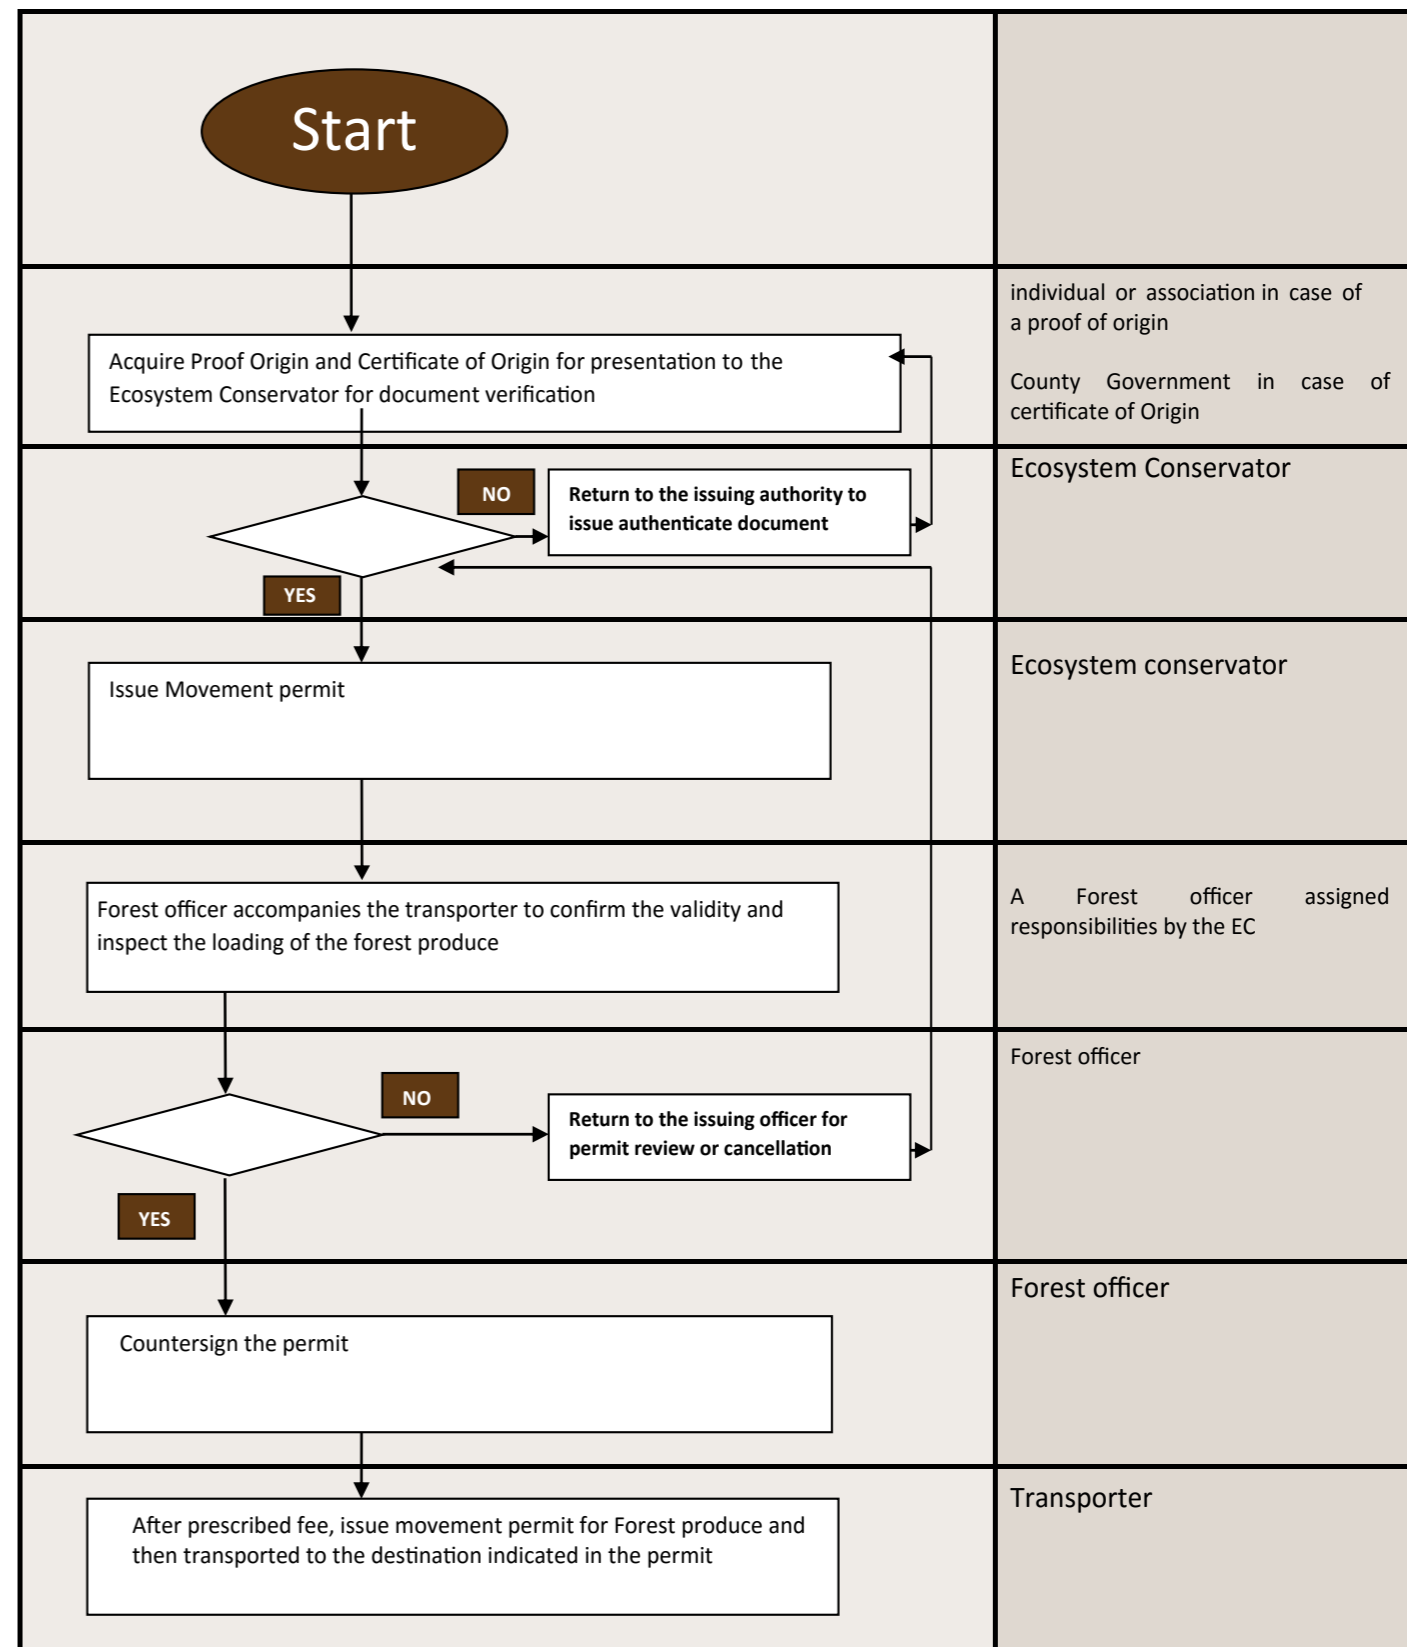 Start
individual or association in case of
a proof of origin
County Government in case of
certificate of Origin
Acquire Proof Origin and Certificate of Origin for presentation to the
Ecosystem Conservator for document verification
Ecosystem Conservator
NO
Return to the issuing authority to
issue authenticate document
YES
Ecosystem conservator
Issue Movement permit
A Forest officer assigned
responsibilities by the EC
Forest officer accompanies the transporter to confirm the validity and
inspect the loading of the forest produce
Forest officer
NO
Return to the issuing officer for
permit review or cancellation
YES
Forest officer
Countersign the permit
Transporter
After prescribed fee, issue movement permit for Forest produce and
then transported to the destination indicated in the permit